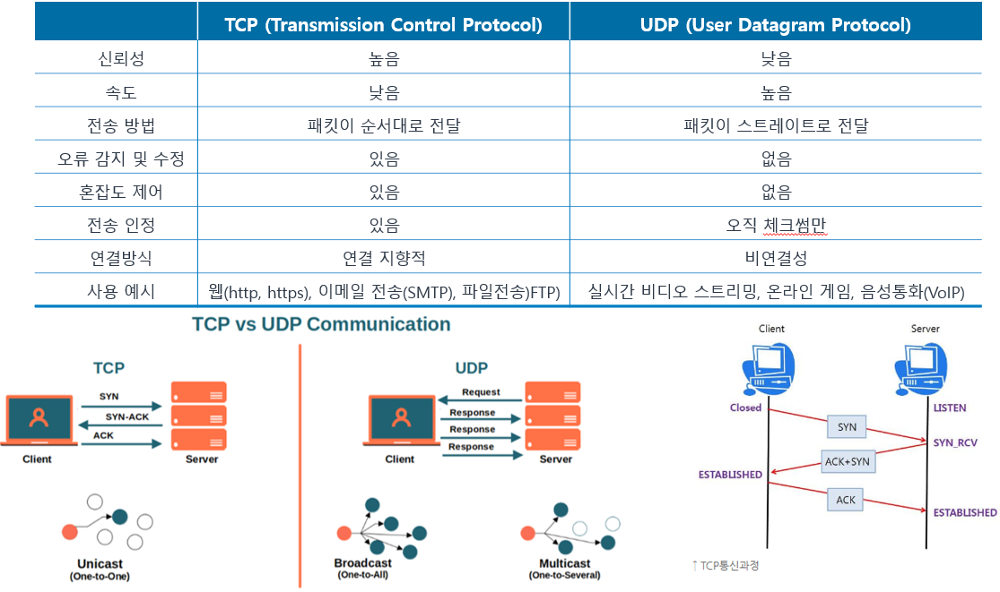 TCP (Transmission Control Protocol) UDP (User Datagram Protocol)
신뢰성 높음 낮음
속도 낮음 높음
전송 방법 패킷이 순서대로 전달 패킷이 스트레이트로 전달
오류 감지 및 수정 있음 없음
혼잡도 제어 있음 없음
전송 인정 있음 오직 체크썸만
연결방식 연결 지향적 비연결성
사용 예시 웹(http, https), 이메일 전송(SMTP), 파일전송)FTP) 실시간 비디오 스트리밍, 온라인 게임, 음성통화(VoIP)
TCP vs UDP Communication
TCP
SYN
SYN-ACK
ACK
Client
Server
Unicast
(One-to-One)
UDP
Request
Response
Response
Response
Client
Server
Broadcast
(One-to-All)
Multicast
(One-to-Several)
Client
Server
Closed
LISTEN
SYN
SYN_RCV
ACK+SYN
ESTABLISHED
ACK
ESTABLISHED
↑ TCP통신과정